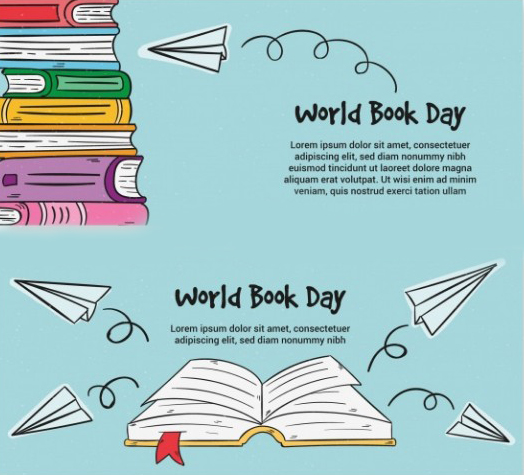 World Book Day
Lorem ipsum dolor sit amet, consectetuer
adipiscing elit, sed diam nonummy nibh
euismod tincidunt ut laoreet dolore magna
aliquam erat volutpat. Ut wisi enim ad minim
veniam, quis nostrud exerci tation ullam
World Book Day
Lorem ipsum dolor sit amet, consectetuer
adipiscing elit, sed diam nonummy nibh